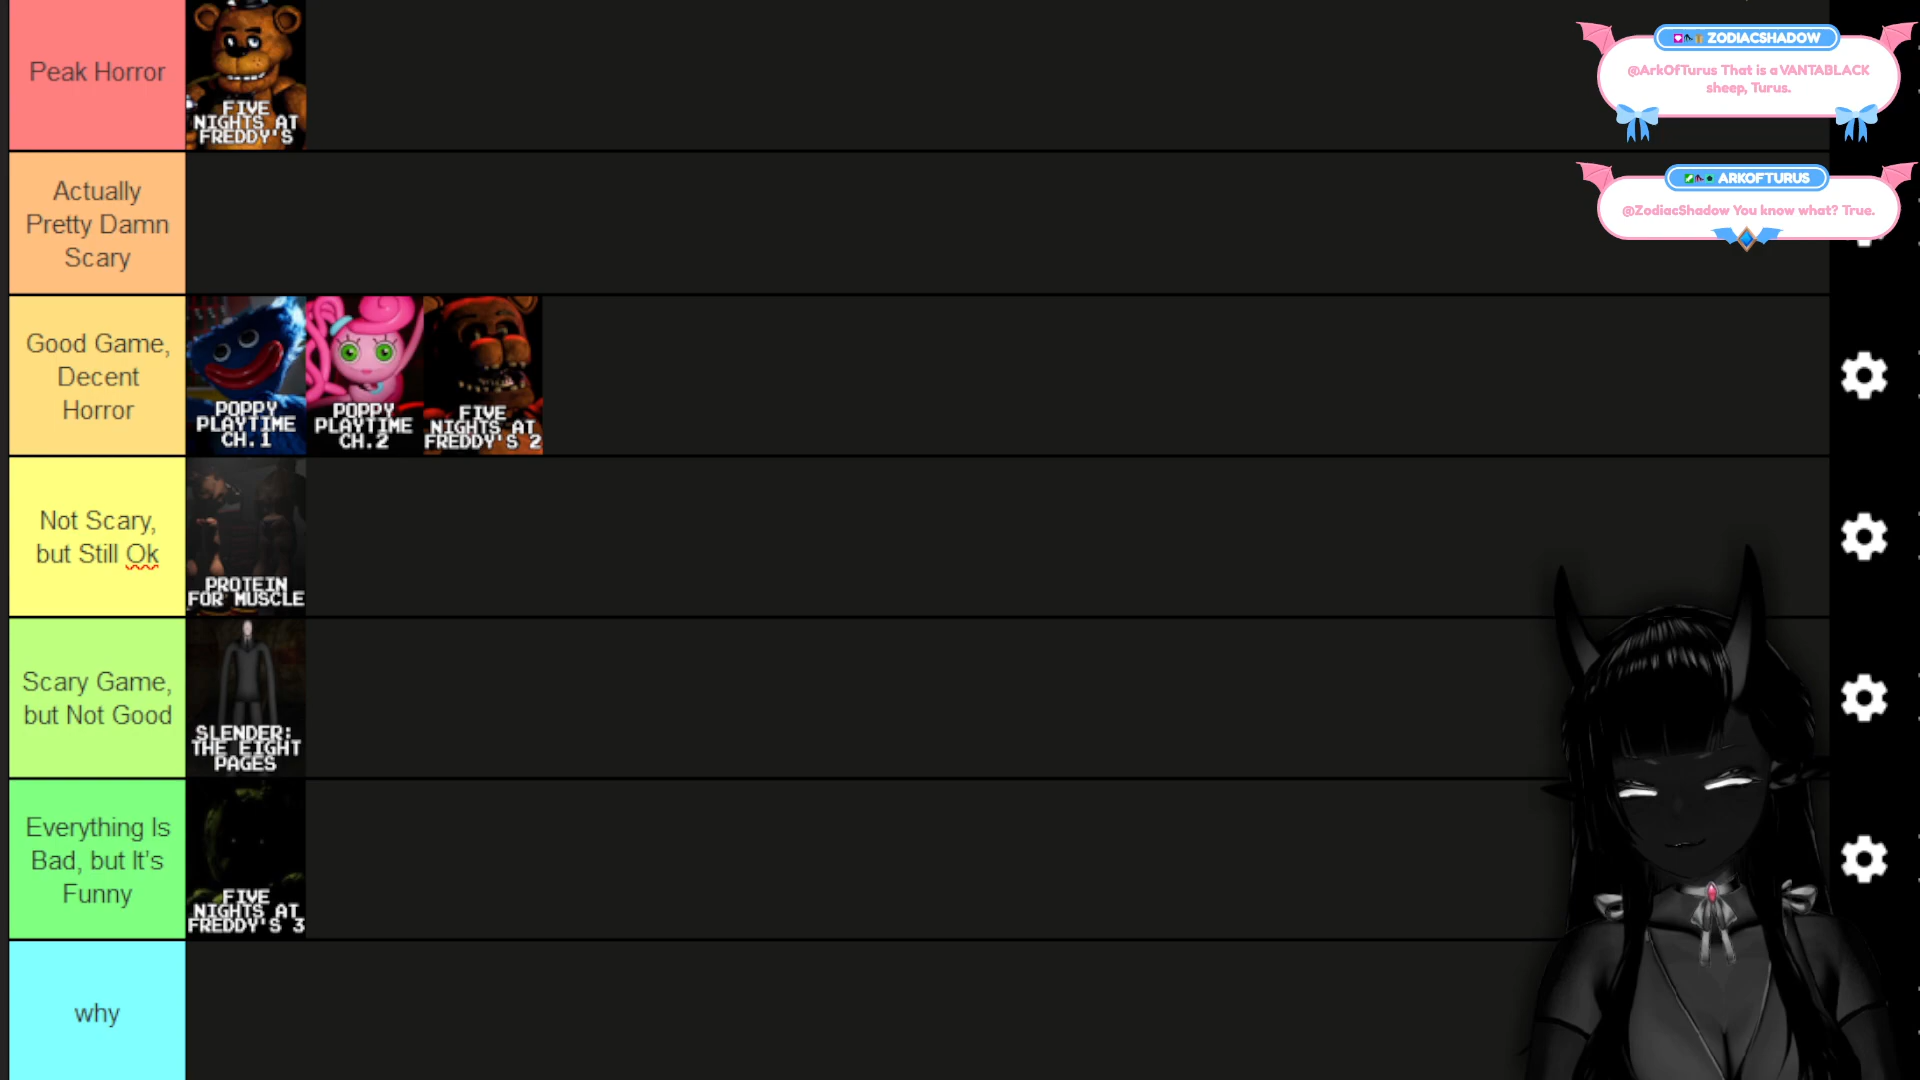 Peak Horror
FIVE
NIGHTS AT
FREDDY'S
Actually
Pretty Damn
Scary
Good Game,
Decent
Horror
POPPY
PLAYTIME
CH.1
POPPY
PLAYTIME
CH.2
FIVE
NIGHTS AT
FREDDY'S 2
Not Scary,
but Still Ok
PROTEIN
FOR MUSCLE
Scary Game,
but Not Good
SLENDER:
THE EIGHT
PAGES
Everything Is
Bad, but It's
Funny
FIVE
NIGHTS AT
FREDDY'S 3
why
ZODIACSHADOW
@ArkOfTurus That is a VANTABLACK
sheep, Turus.
ARKOFTURUS
@ZodiacShadow You know what? True.